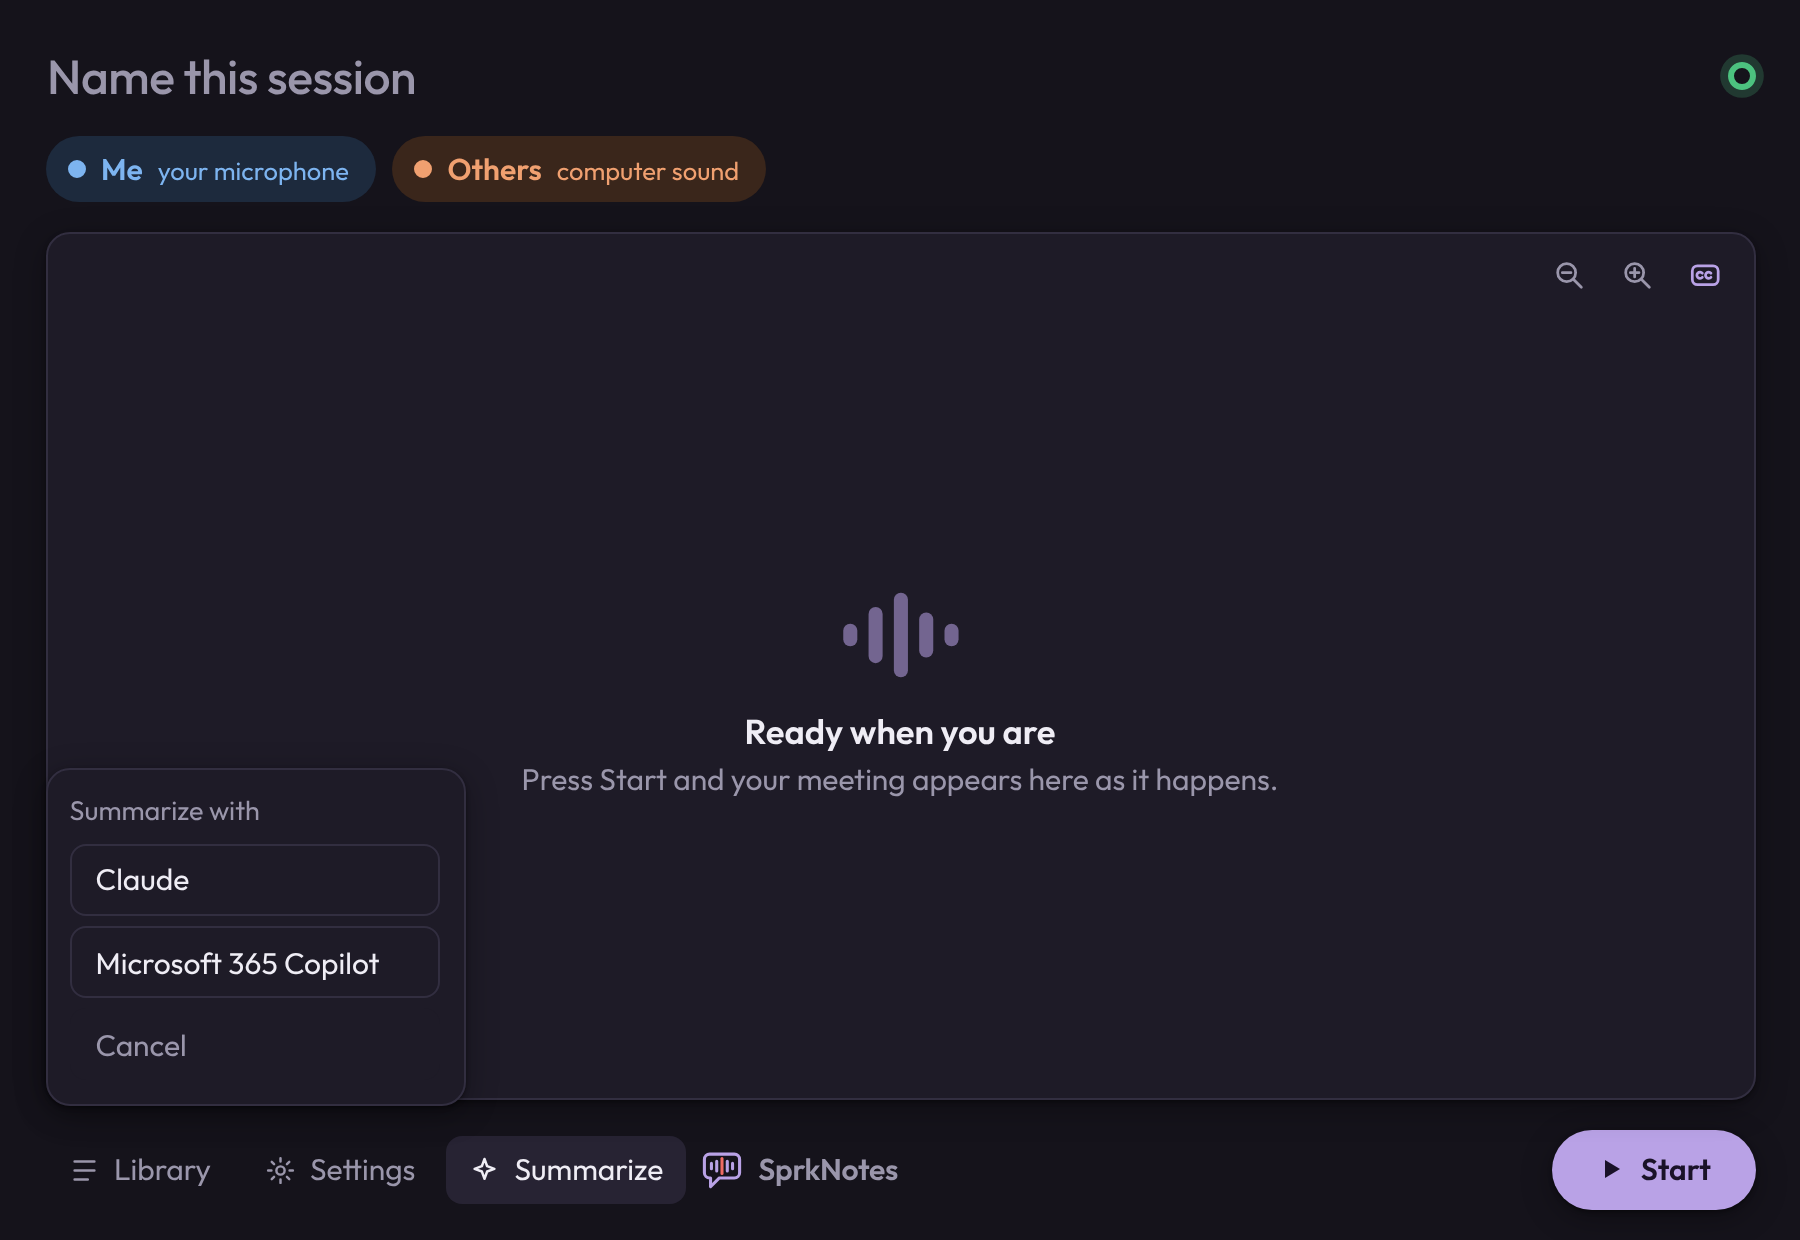 Name this session
Me your microphone
Others computer sound
CC
Ready when you are
Press Start and your meeting appears here as it happens.
Summarize with
Claude
Microsoft 365 Copilot
Cancel
Library
Settings
Summarize
SprkNotes
Start